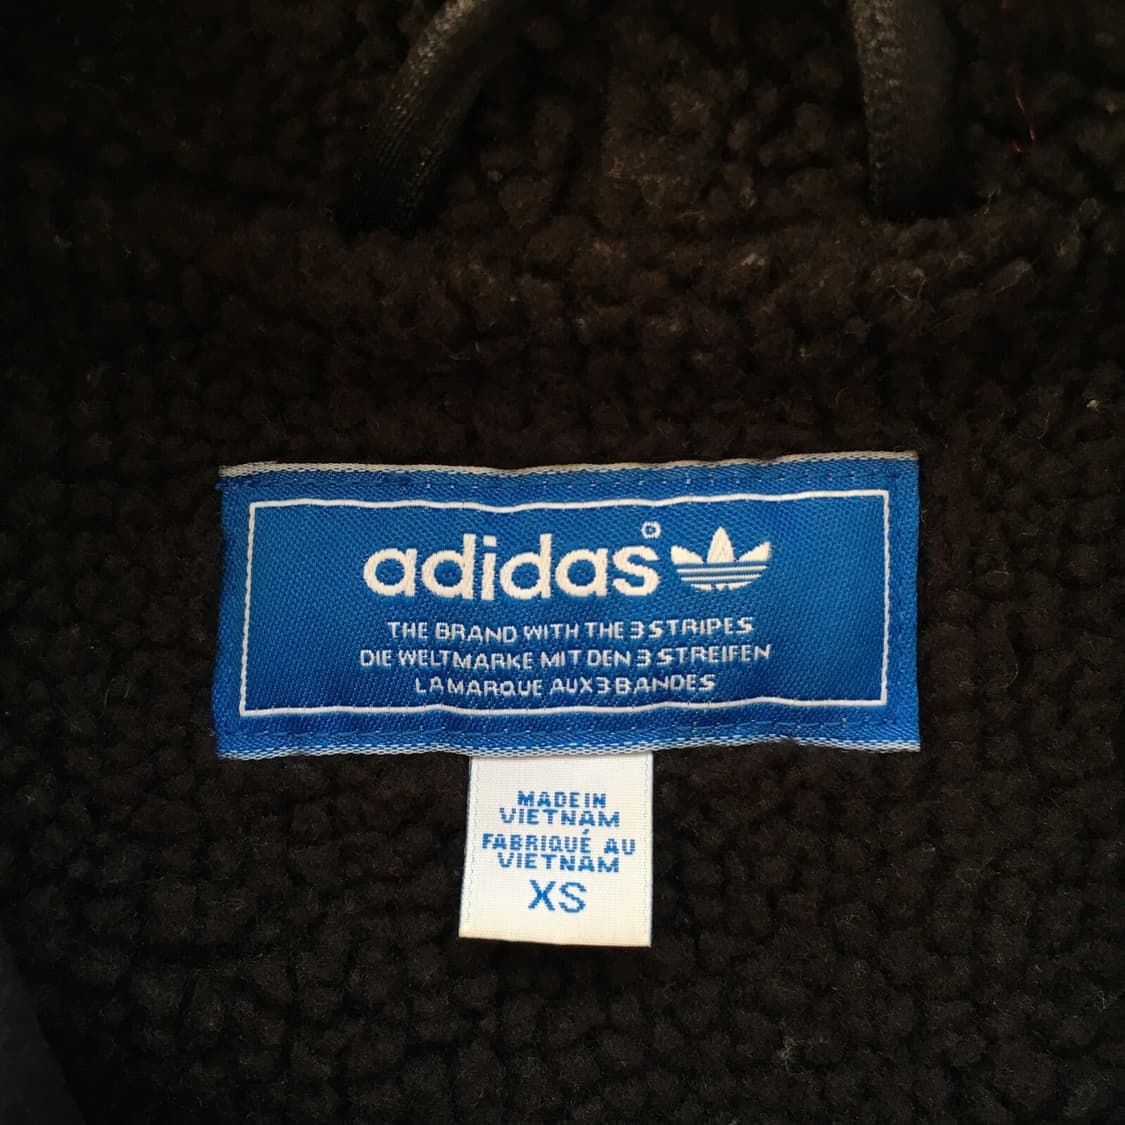 adidas®
THE BRAND WITH THE 3 STRIPES
DIE WELTMARKE MIT DEN 3 STREIFEN
LA MARQUE AUX 3 BANDES
MADE IN
VIETNAM
FABRIQUÉ AU
VIETNAM
XS